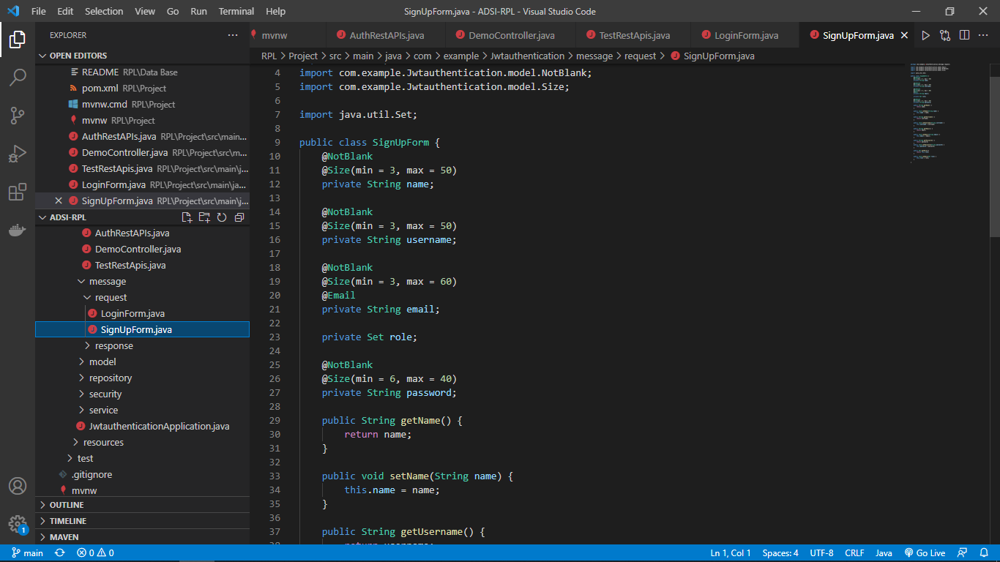 File Edit Selection View Go Run Terminal Help
SignUpForm.java - ADSI-RPL - Visual Studio Code
EXPLORER
OPEN EDITORS
README RPL\Data Base
pom.xml RPL\Project
mvnw.cmd RPL\Project
mvnw RPL\Project
AuthRestAPIs.java RPL\Project\src\main...
DemoController.java RPL\Project\src\m...
TestRestApis.java RPL\Project\src\main\j...
LoginForm.java RPL\Project\src\main\ja...
SignUpForm.java RPL\Project\src\main\j...
ADSI-RPL
AuthRestAPIs.java
DemoController.java
TestRestApis.java
message
request
LoginForm.java
SignUpForm.java
response
model
repository
security
service
JwtauthenticationApplication.java
resources
test
.gitignore
mvnw
OUTLINE
TIMELINE
MAVEN
1
mvnw AuthRestAPIs.java DemoController.java TestRestApis.java LoginForm.java SignUpForm.java
RPL > Project > src > main > java > com > example > Jwtauthentication > message > request > SignUpForm.java
4 import com.example.Jwtauthentication.model.NotBlank;
5 import com.example.Jwtauthentication.model.Size;
6
7 import java.util.Set;
8
9 public class SignUpForm {
10 @NotBlank
11 @Size(min = 3, max = 50)
12 private String name;
13
14 @NotBlank
15 @Size(min = 3, max = 50)
16 private String username;
17
18 @NotBlank
19 @Size(min = 3, max = 60)
20 @Email
21 private String email;
22
23 private Set role;
24
25 @NotBlank
26 @Size(min = 6, max = 40)
27 private String password;
28
29 public String getName() {
30 return name;
31 }
32
33 public void setName(String name) {
34 this.name = name;
35 }
36
37 public String getUsername() {
main 0 0 Ln 1, Col 1 Spaces: 4 UTF-8 CRLF Java Go Live